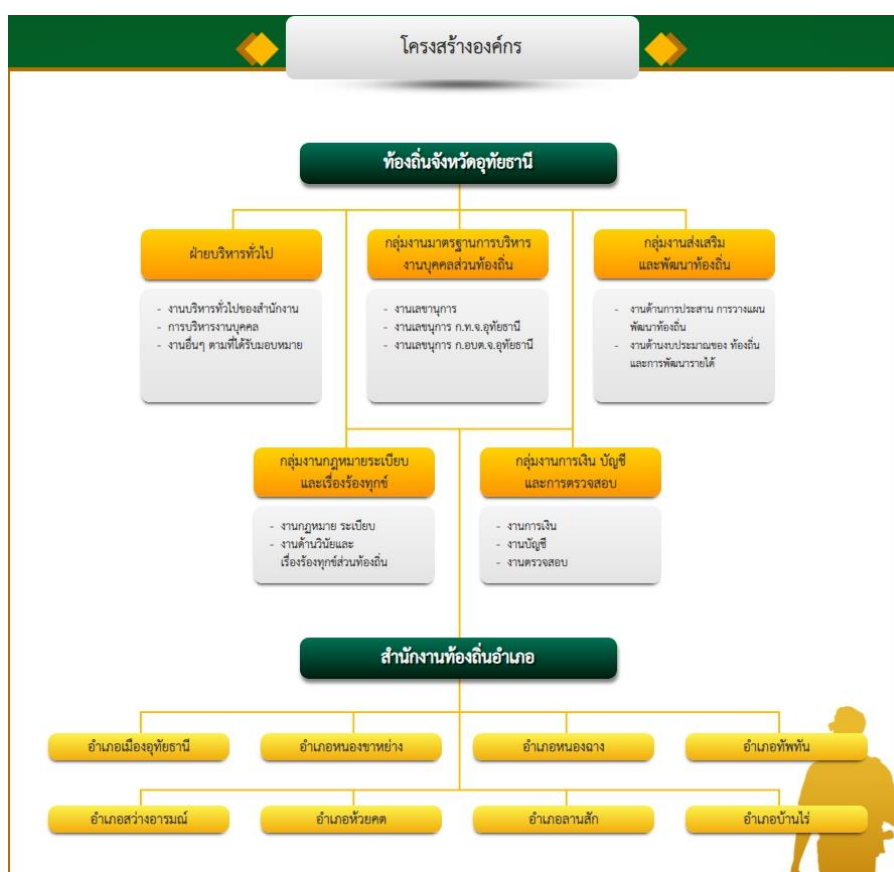 โครงสร้างองค์กร
ท้องถิ่นจังหวัดอุทัยธานี
ฝ่ายบริหารทั่วไป
- งานบริหารทั่วไปของสำนักงาน
- การบริหารงานบุคคล
- งานอื่นๆ ตามที่ได้รับมอบหมาย
กลุ่มงานมาตรฐานการบริหาร
งานบุคคลส่วนท้องถิ่น
- งานเลขานุการ
- งานเลขนุการ ก.ท.จ.อุทัยธานี
- งานเลขนุการ ก.อบต.จ.อุทัยธานี
กลุ่มงานส่งเสริม
และพัฒนาท้องถิ่น
- งานด้านการประสาน การวางแผน
พัฒนาท้องถิ่น
- งานด้านงบประมาณของ ท้องถิ่น
และการพัฒนารายได้
กลุ่มงานกฎหมายระเบียบ
และเรื่องร้องทุกข์
- งานกฎหมาย ระเบียบ
- งานด้านวินัยและ
เรื่องร้องทุกข์ส่วนท้องถิ่น
กลุ่มงานการเงิน บัญชี
และการตรวจสอบ
- งานการเงิน
- งานบัญชี
- งานตรวจสอบ
สำนักงานท้องถิ่นอำเภอ
อำเภอเมืองอุทัยธานี
อำเภอหนองขาหย่าง
อำเภอหนองฉาง
อำเภอทัพทัน
อำเภอสว่างอารมณ์
อำเภอห้วยคต
อำเภอลานสัก
อำเภอบ้านไร่